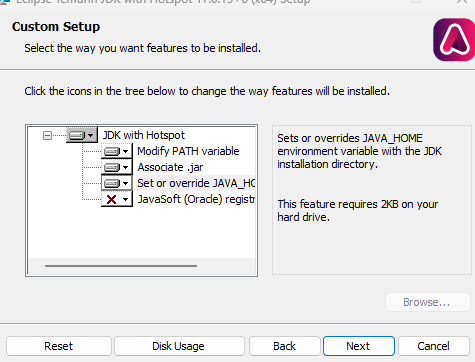 Eclipse Temurin JDK with Hotspot 17.0.15+6 (x64) Setup
Custom Setup
Select the way you want features to be installed.
Click the icons in the tree below to change the way features will be installed.
JDK with Hotspot
Modify PATH variable
Associate .jar
Set or override JAVA_HO
JavaSoft (Oracle) registr
Sets or overrides JAVA_HOME
environment variable with the JDK
installation directory.
This feature requires 2KB on your
hard drive.
Browse...
Reset
Disk Usage
Back
Next
Cancel